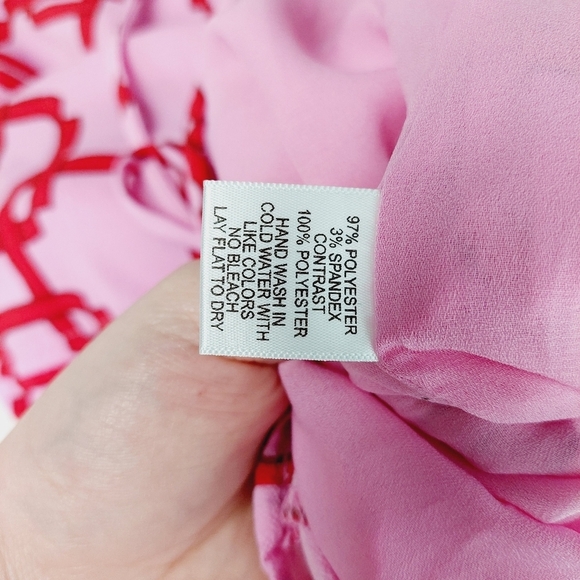 97% POLYESTER
3% SPANDEX
CONTRAST
100% POLYESTER
HAND WASH IN
COLD WATER WITH
LIKE COLORS
NO BLEACH
LAY FLAT TO DRY